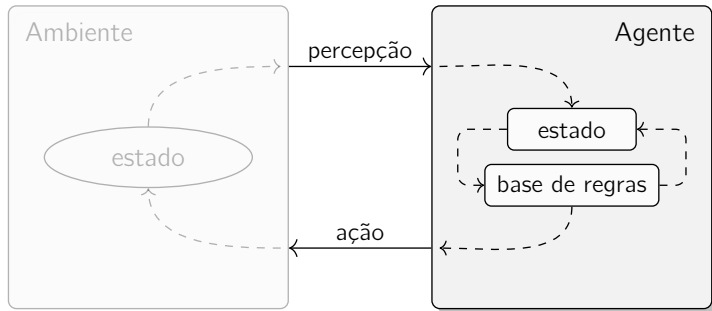 Ambiente
Agente
percepção
estado
estado
base de regras
ação